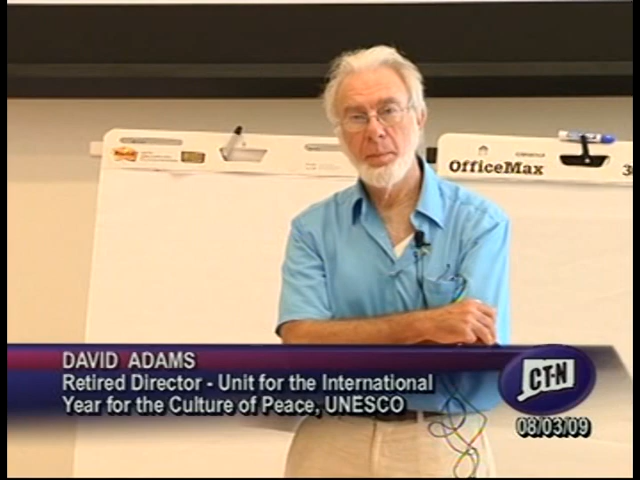 OfficeMax
DAVID ADAMS
Retired Director - Unit for the International
Year for the Culture of Peace, UNESCO
CT-N
08/03/09